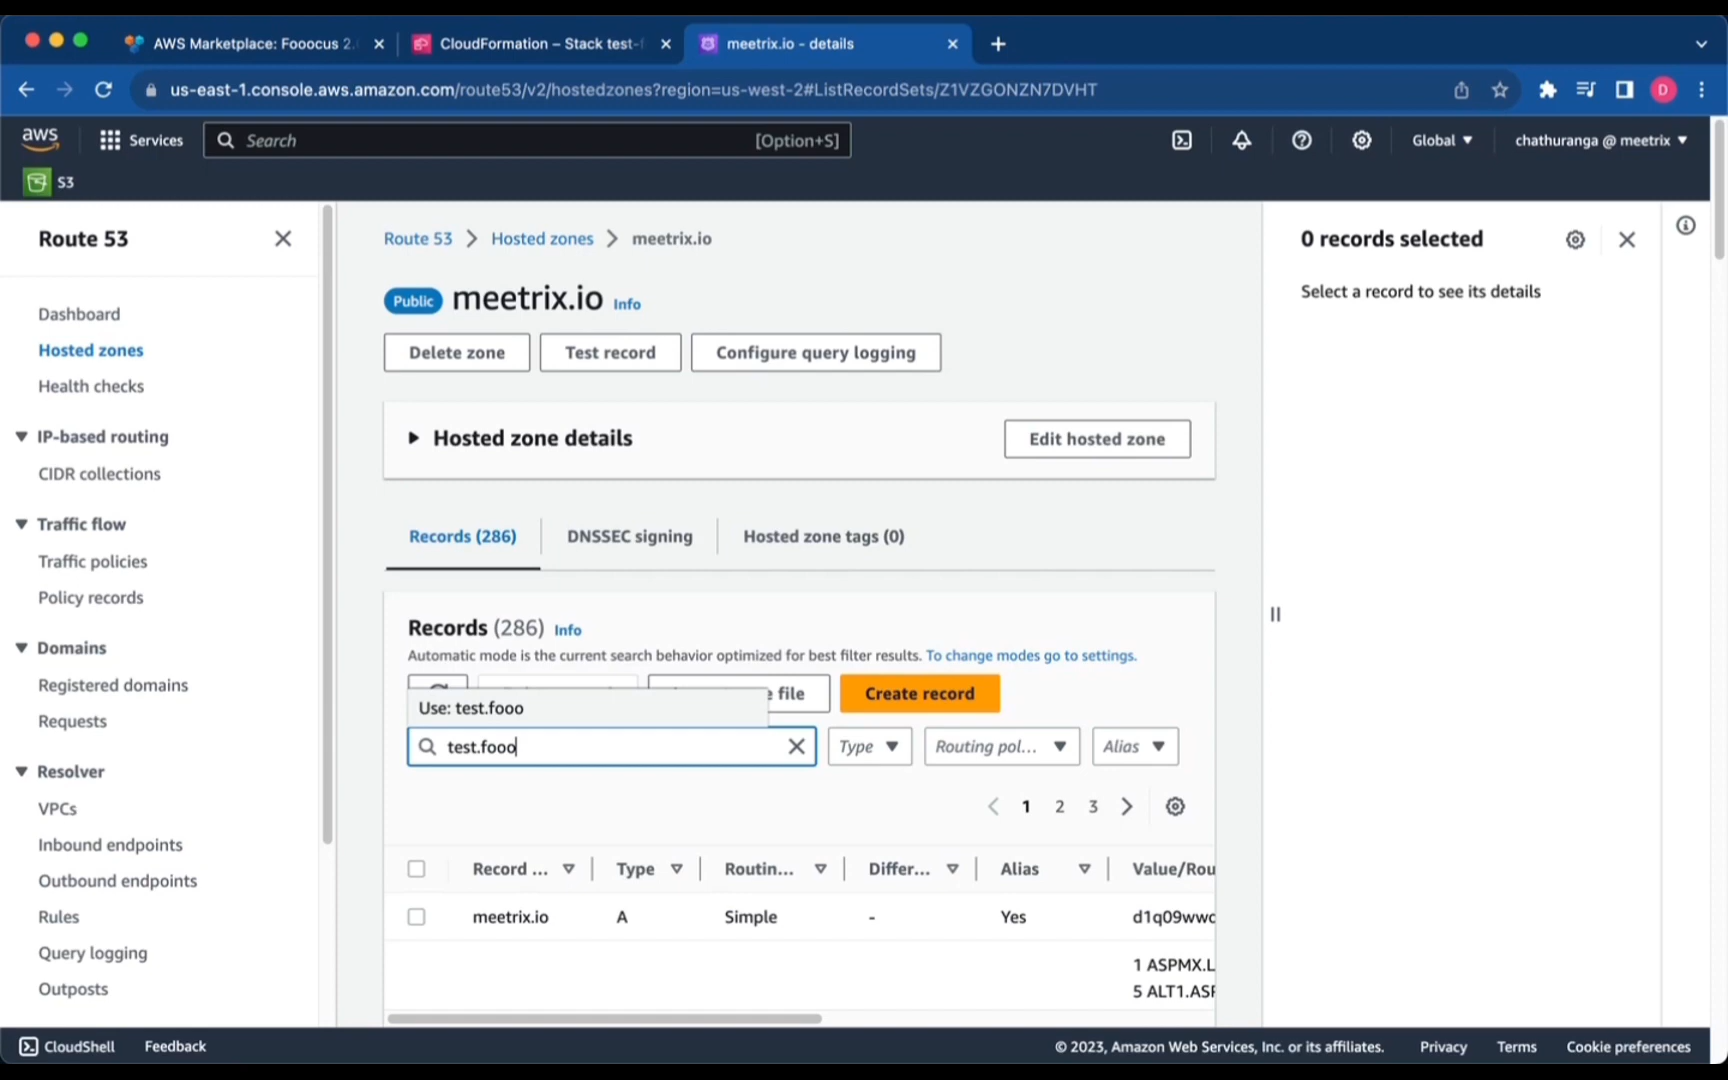 AWS Marketplace: Fooocus 2.
CloudFormation – Stack test-f
meetrix.io - details
us-east-1.console.aws.amazon.com/route53/v2/hostedzones?region=us-west-2#ListRecordSets/Z1VZGONZN7DVHT
D
aws
Services
Search
[Option+S]
Global
chathuranga @ meetrix
S3
Route 53
Dashboard
Hosted zones
Health checks
IP-based routing
CIDR collections
Traffic flow
Traffic policies
Policy records
Domains
Registered domains
Requests
Resolver
VPCs
Inbound endpoints
Outbound endpoints
Rules
Query logging
Outposts
Route 53 > Hosted zones > meetrix.io
Public meetrix.io Info
Delete zone
Test record
Configure query logging
Hosted zone details
Edit hosted zone
Records (286)
DNSSEC signing
Hosted zone tags (0)
Records (286) Info
Automatic mode is the current search behavior optimized for best filter results. To change modes go to settings.
file
Create record
Use: test.fooo
test.fooo
Type
Routing pol...
Alias
1 2 3
Record ... Type Routin... Differ... Alias Value/Rou
meetrix.io A Simple - Yes d1q09wwc
1 ASPMX.L
5 ALT1.ASF
0 records selected
Select a record to see its details
CloudShell
Feedback
© 2023, Amazon Web Services, Inc. or its affiliates.
Privacy
Terms
Cookie preferences